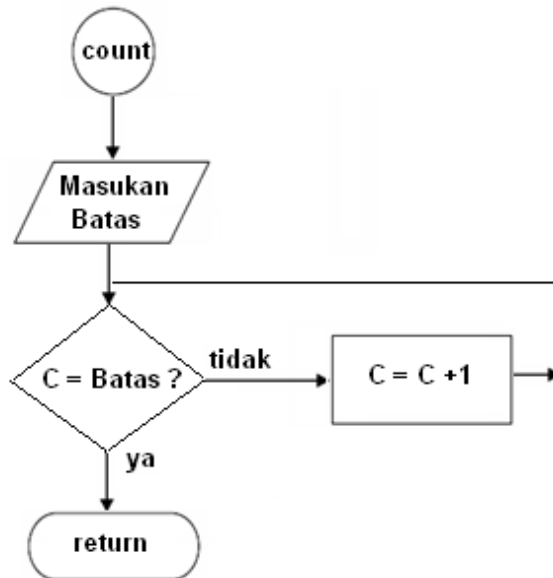 count
Masukan
Batas
C = Batas ?
tidak
C = C +1
ya
return